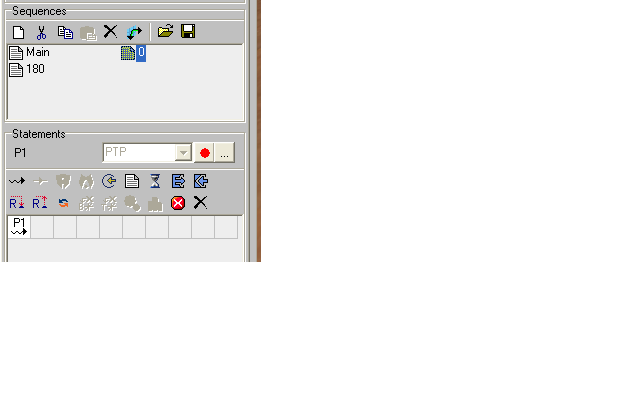 Sequences
Main 0
180
Statements
P1 PTP ...
R R
P1